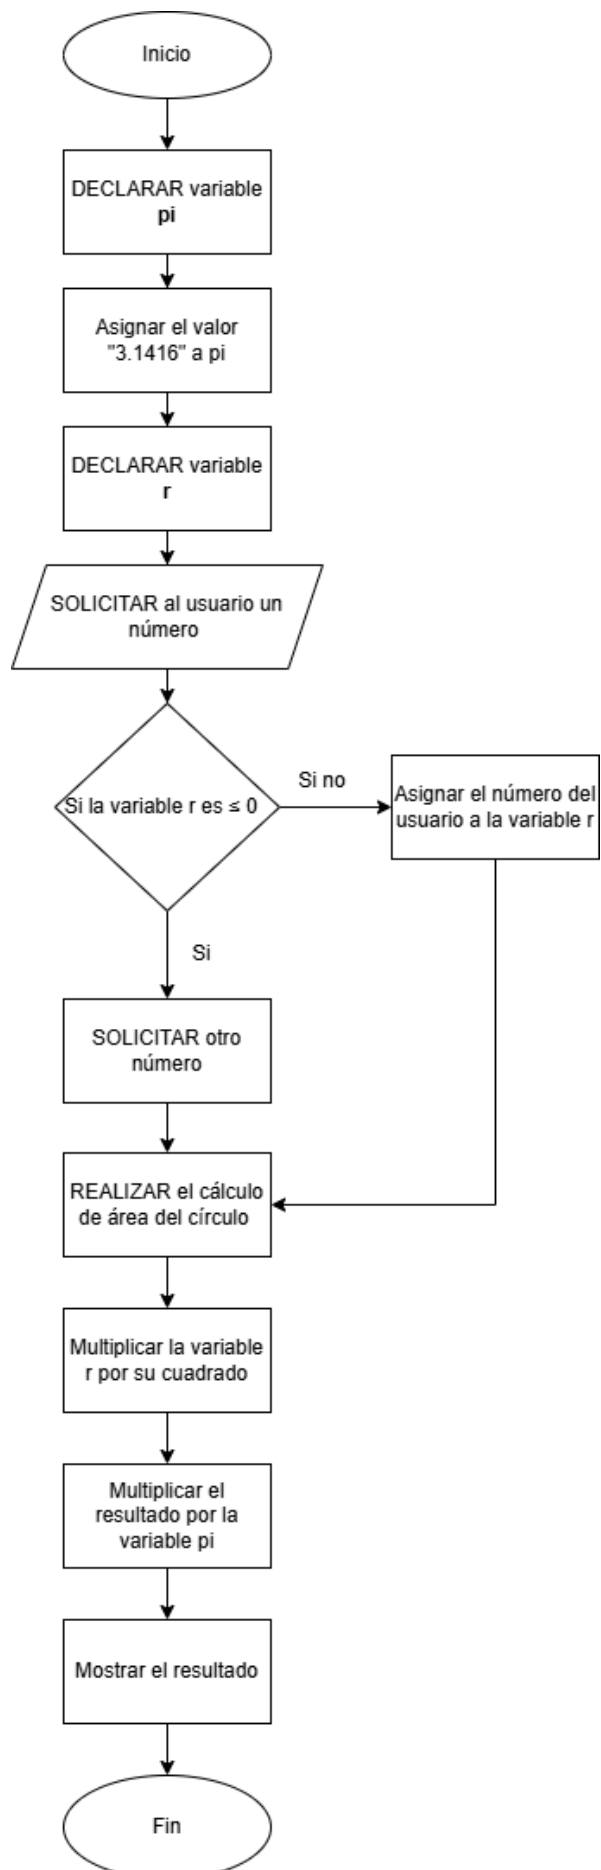 Inicio
DECLARAR variable
pi
Asignar el valor
"3.1416" a pi
DECLARAR variable
r
SOLICITAR al usuario un
número
Si la variable r es ≤ 0
Si no
Asignar el número del
usuario a la variable r
Si
SOLICITAR otro
número
REALIZAR el cálculo
de área del círculo
Multiplicar la variable
r por su cuadrado
Multiplicar el
resultado por la
variable pi
Mostrar el resultado
Fin